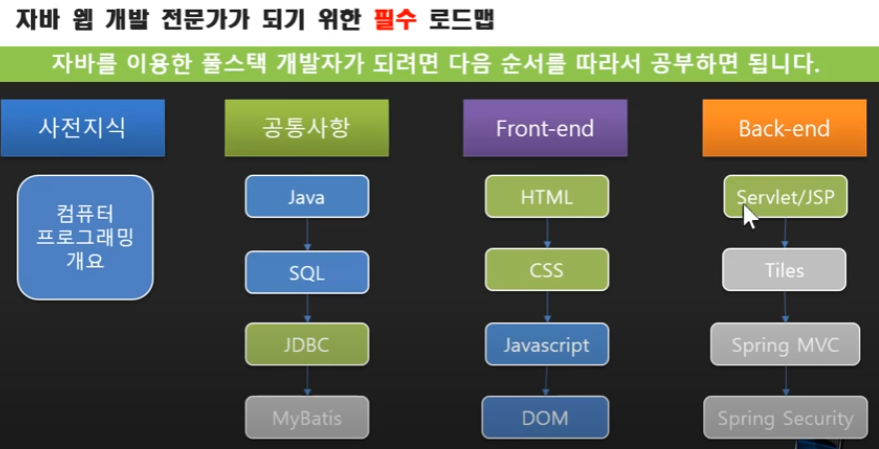 자바 웹 개발 전문가가 되기 위한 필수 로드맵
자바를 이용한 풀스택 개발자가 되려면 다음 순서를 따라서 공부하면 됩니다.
사전지식
컴퓨터
프로그래밍
개요
공통사항
Java
SQL
JDBC
MyBatis
Front-end
HTML
CSS
Javascript
DOM
Back-end
Servlet/JSP
Tiles
Spring MVC
Spring Security